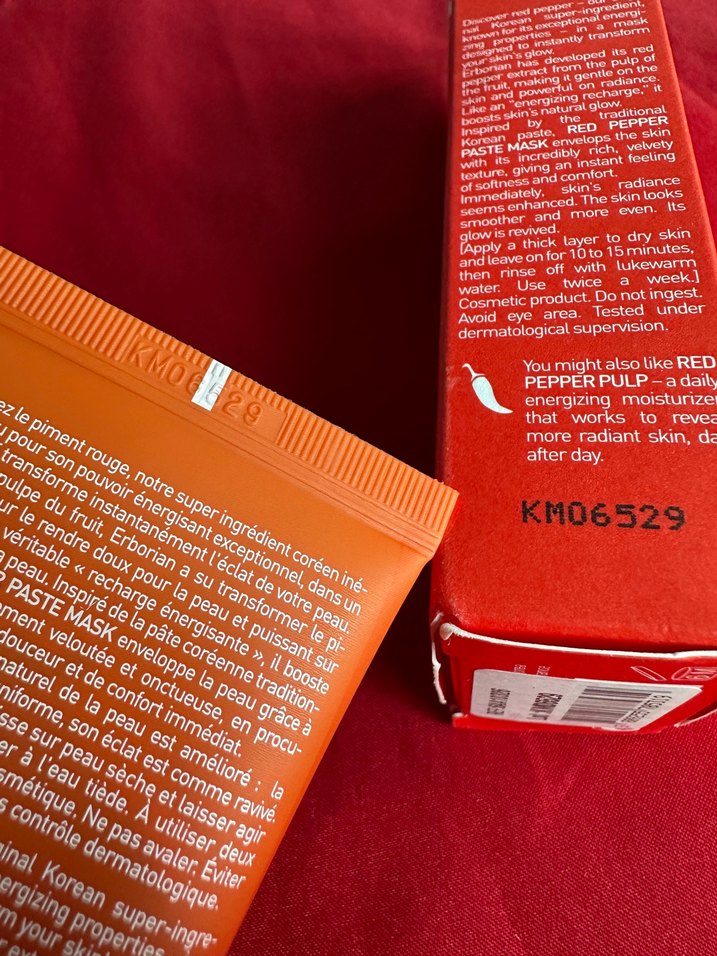 KM06529
ez le piment rouge, notre super ingrédient coréen iné-
pour son pouvoir énergisant exceptionnel, dans un
transforme instantanément l'éclat de votre peau.
pulpe du fruit. Erborian a su transformer le pi-
ur le rendre doux pour la peau et puissant sur
véritable « recharge énergisante », il booste
a peau. Inspiré de la pâte coréenne tradition-
PASTE MASK enveloppe la peau grâce à
ement veloutée et onctueuse, en procu-
douceur et de confort immédiat.
naturel de la peau est amélioré : la
niforme, son éclat est comme ravivé.
sse sur peau sèche et laisser agir
er à l'eau tiède. À utiliser deux
smétique. Ne pas avaler. Éviter
s contrôle dermatologique.
ginal Korean super-ingre-
nergizing properties
m your skin
Discover red pepper – our
nal Korean super-ingredient,
known for its exceptional energi-
zing properties – in a mask
designed to instantly transform
your skin's glow.
Erborian has developed its red
pepper extract from the pulp of
the fruit, making it gentle on the
skin and powerful on radiance.
Like an "energizing recharge," it
boosts skin's natural glow.
Inspired by the traditional
Korean paste, RED PEPPER
PASTE MASK envelops the skin
with its incredibly rich, velvety
texture, giving an instant feeling
of softness and comfort.
Immediately, skin's radiance
seems enhanced. The skin looks
smoother and more even. Its
glow is revived.
[Apply a thick layer to dry skin
and leave on for 10 to 15 minutes,
then rinse off with lukewarm
water. Use twice a week.]
Cosmetic product. Do not ingest.
Avoid eye area. Tested under
dermatological supervision.
You might also like RED
PEPPER PULP – a daily
energizing moisturizer
that works to revea
more radiant skin, da
after day.
KM06529